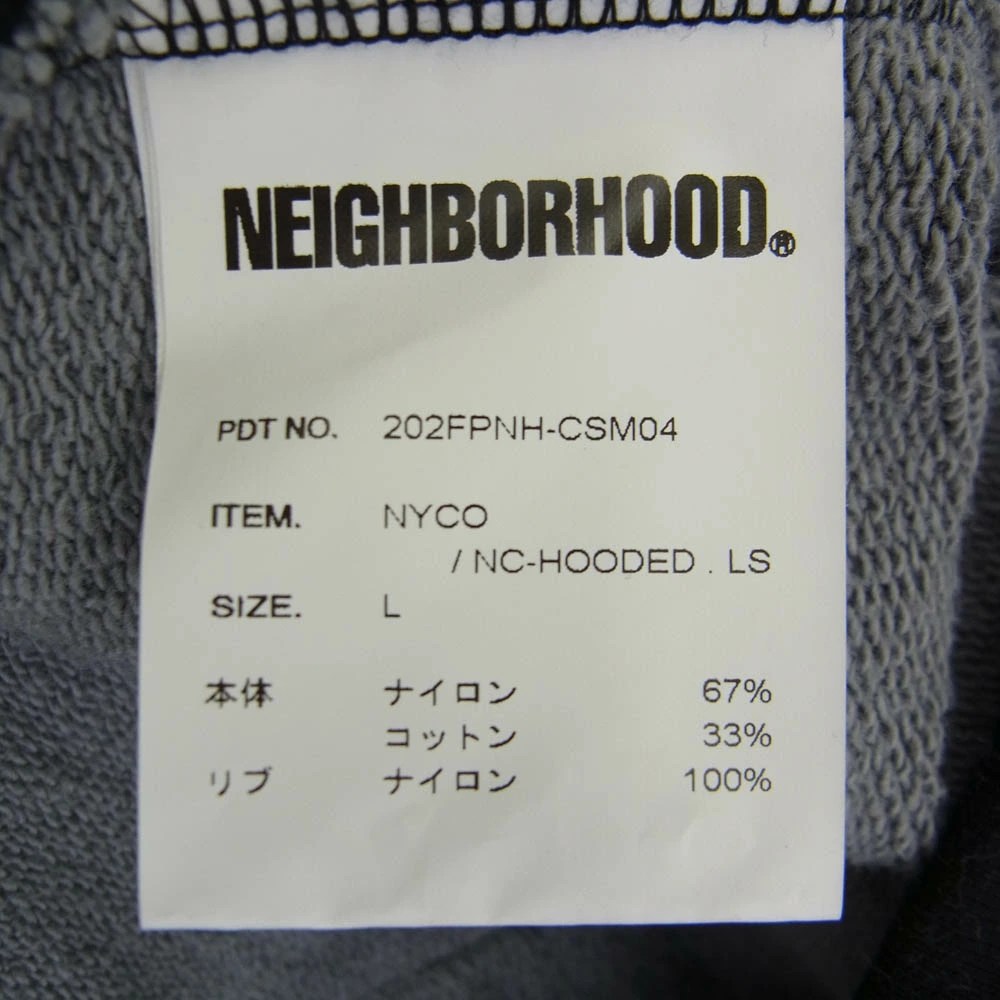 NEIGHBORHOOD®
PDT NO. 202FPNH-CSM04
ITEM. NYCO
/ NC-HOODED . LS
SIZE. L
本体 ナイロン 67%
コットン 33%
リブ ナイロン 100%